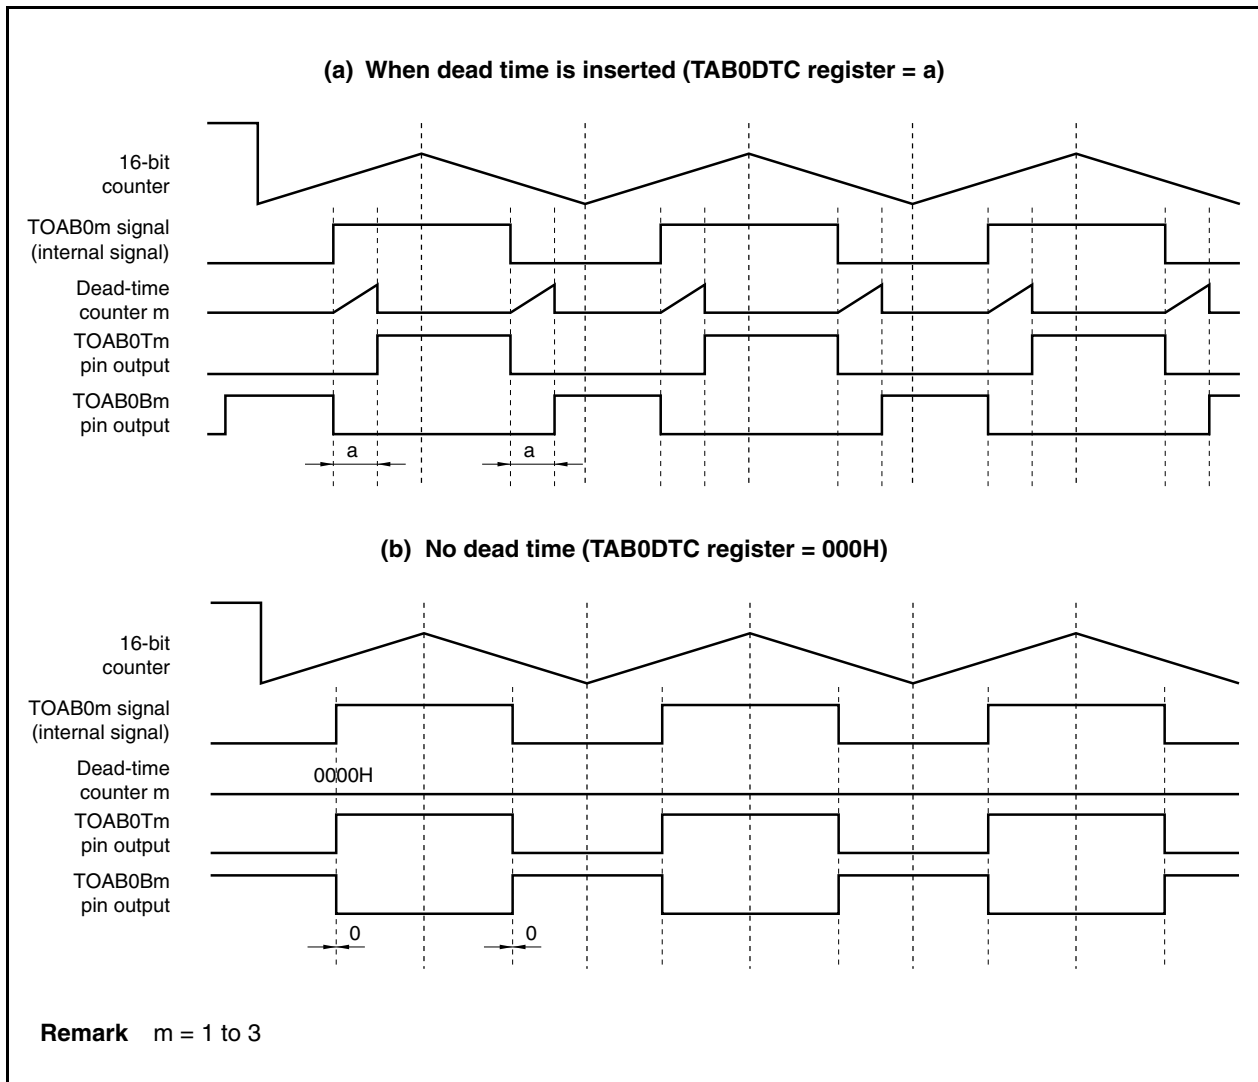 (a) When dead time is inserted (TAB0DTC register = a)
16-bit
counter
TOAB0m signal
(internal signal)
Dead-time
counter m
TOAB0Tm
pin output
TOAB0Bm
pin output
a
a
(b) No dead time (TAB0DTC register = 000H)
16-bit
counter
TOAB0m signal
(internal signal)
Dead-time
counter m
0000H
TOAB0Tm
pin output
TOAB0Bm
pin output
0
0
Remark m = 1 to 3